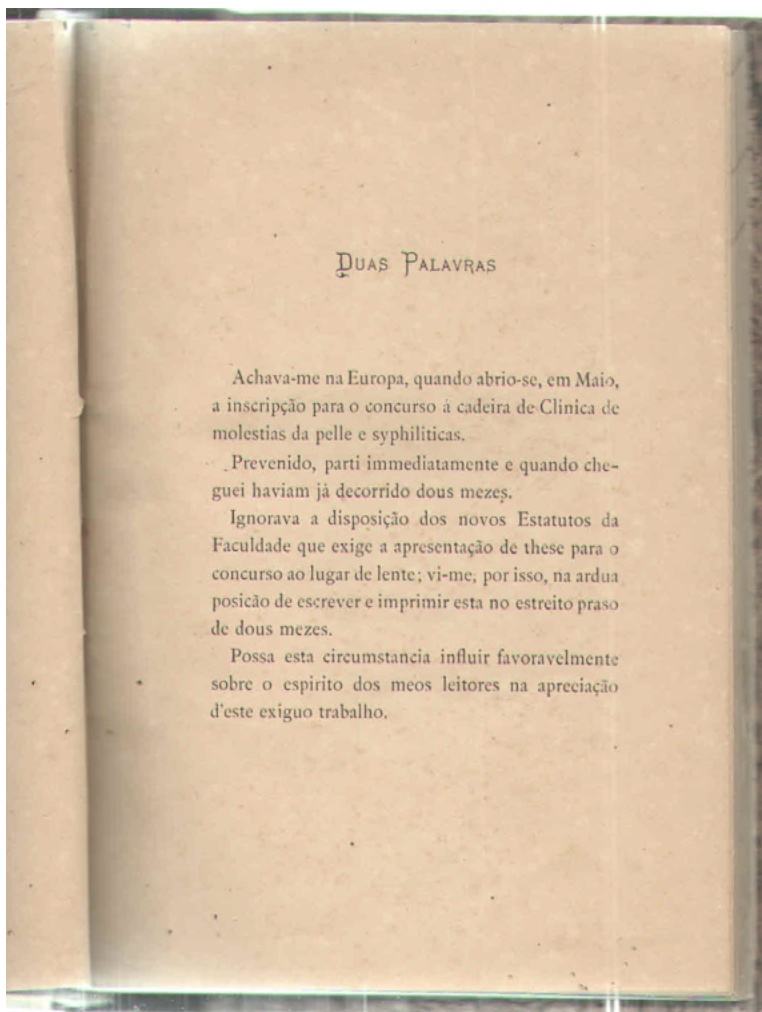 Duas Palavras
Achava-me na Europa, quando abrio-se, em Maio,
a inscripção para o concurso á cadeira de Clinica de
molestias da pelle e syphiliticas.
Prevenido, parti immediatamente e quando che-
guei haviam já decorrido dous mezes.
Ignorava a disposição dos novos Estatutos da
Faculdade que exige a apresentação de these para o
concurso ao lugar de lente; vi-me, por isso, na ardua
posicão de escrever e imprimir esta no estreito praso
de dous mezes.
Possa esta circumstancia influir favoravelmente
sobre o espirito dos meos leitores na apreciação
d'este exiguo trabalho.